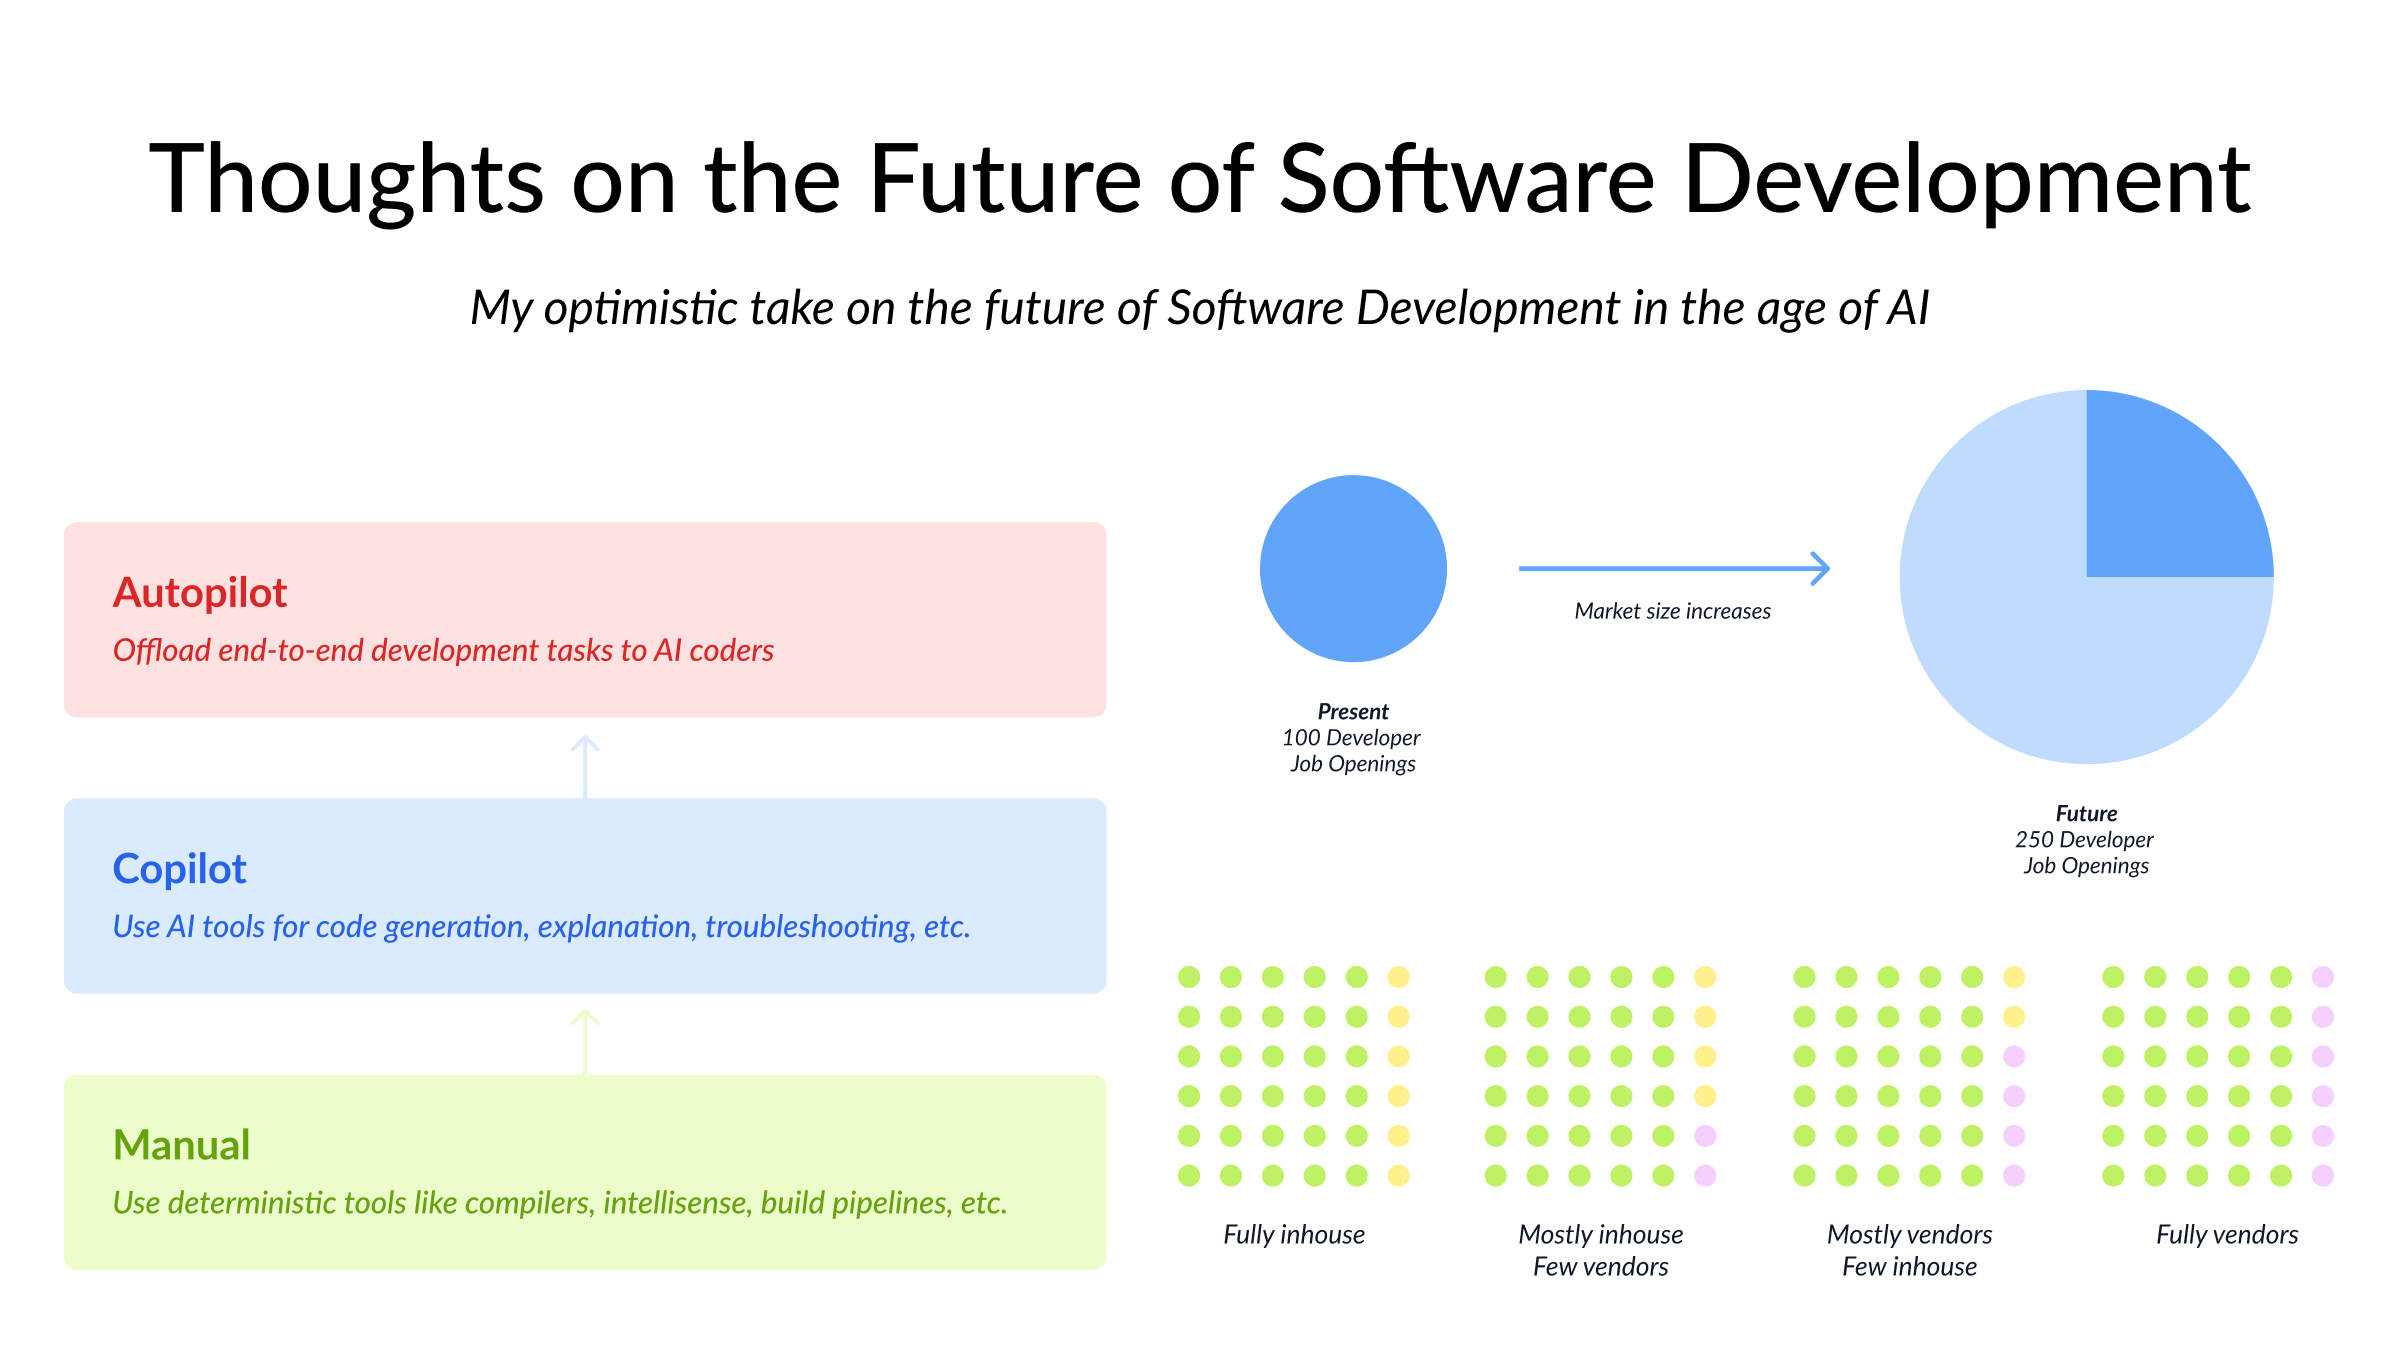 Thoughts on the Future of Software Development
My optimistic take on the future of Software Development in the age of AI
Autopilot
Offload end-to-end development tasks to AI coders
Copilot
Use AI tools for code generation, explanation, troubleshooting, etc.
Manual
Use deterministic tools like compilers, intellisense, build pipelines, etc.
Present
100 Developer
Job Openings
Market size increases
Future
250 Developer
Job Openings
Fully inhouse
Mostly inhouse
Few vendors
Mostly vendors
Few inhouse
Fully vendors